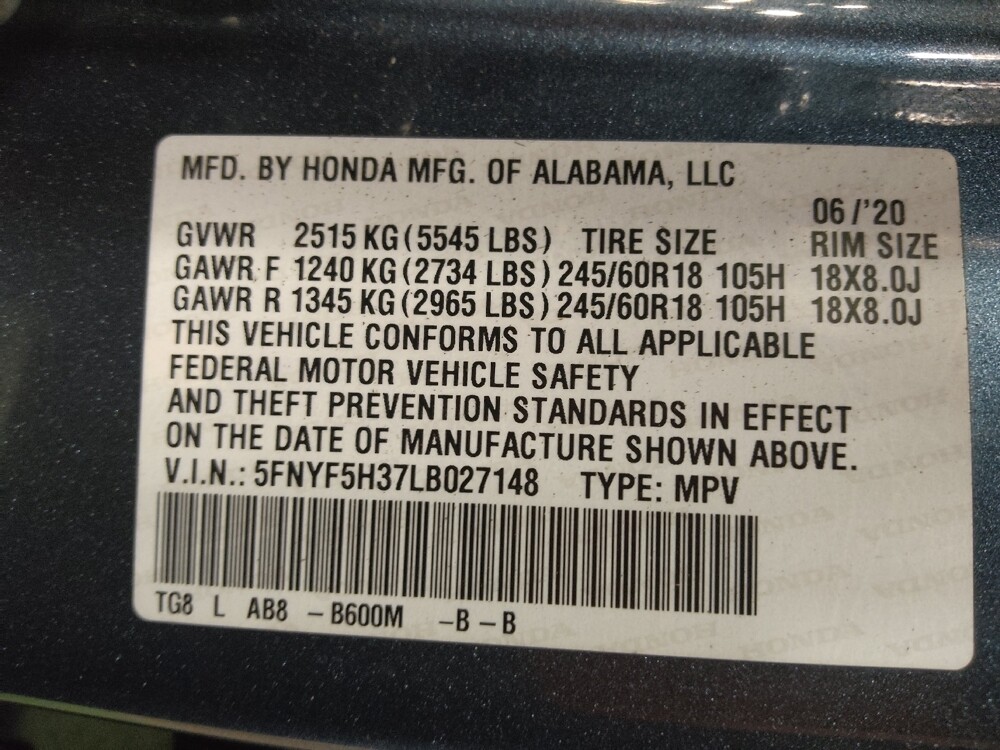 MFD. BY HONDA MFG. OF ALABAMA, LLC
06/'20
GVWR 2515 KG (5545 LBS) TIRE SIZE RIM SIZE
GAWR F 1240 KG (2734 LBS) 245/60R18 105H 18X8.0J
GAWR R 1345 KG (2965 LBS) 245/60R18 105H 18X8.0J
THIS VEHICLE CONFORMS TO ALL APPLICABLE
FEDERAL MOTOR VEHICLE SAFETY
AND THEFT PREVENTION STANDARDS IN EFFECT
ON THE DATE OF MANUFACTURE SHOWN ABOVE.
V.I.N.: 5FNYF5H37LB027148 TYPE: MPV
TG8 L AB8 - B600M - B - B